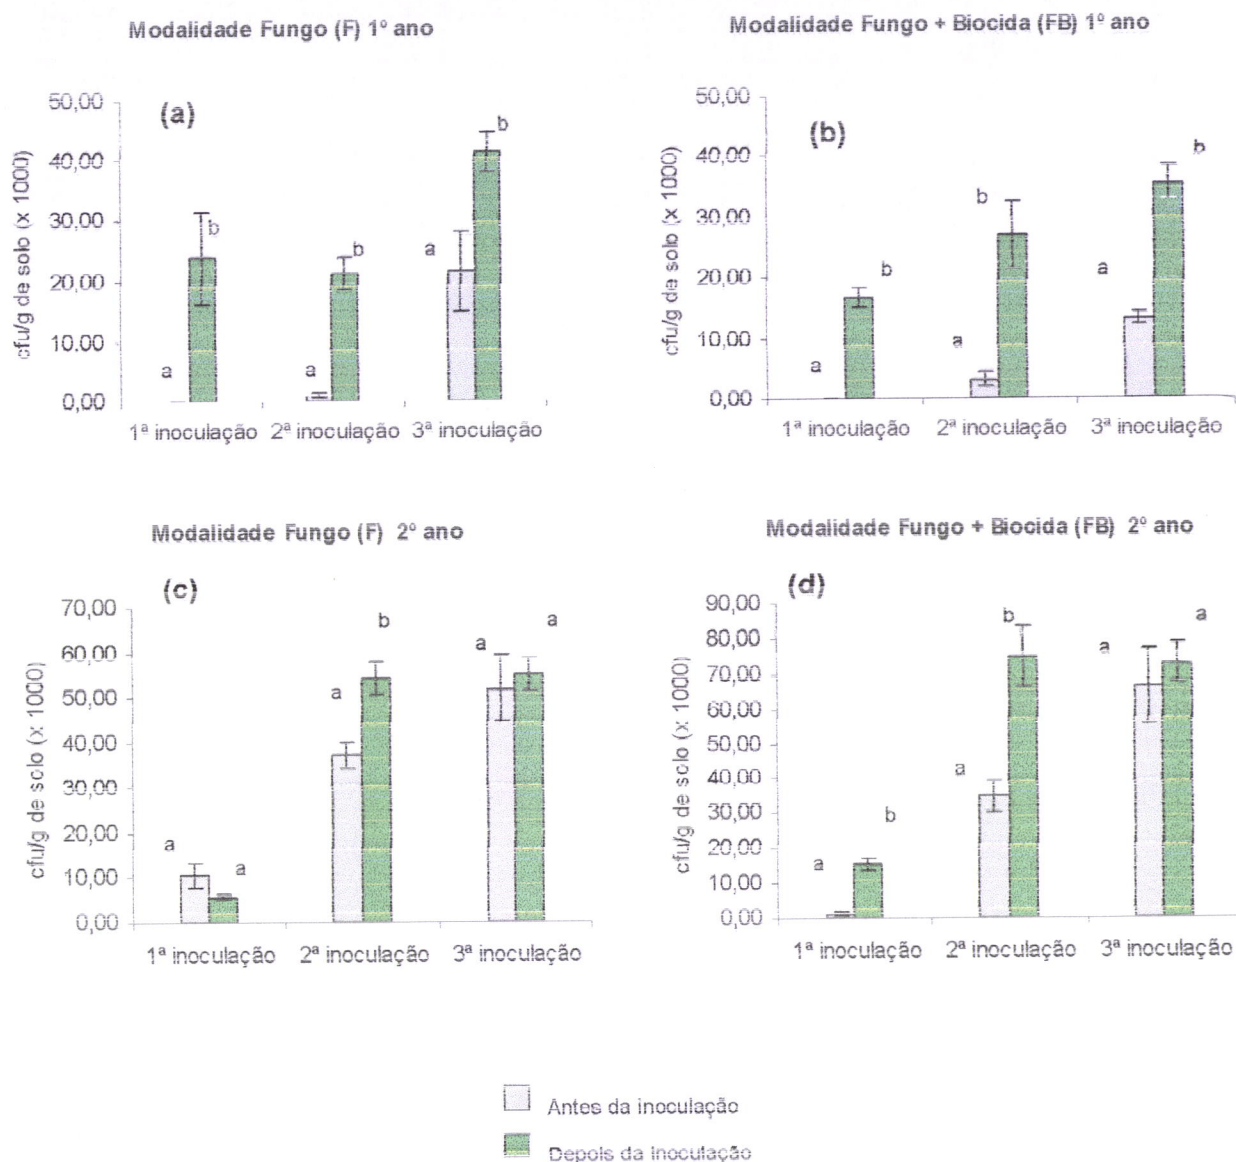 Modalidade Fungo (F) 1º ano
(a)
cfu/g de solo (x 1000)
50,00
40,00
30,00
20,00
10.00
0,00
a
b
a
b
a
b
1ª inoculação
2ª inoculação
3ª inoculação
Modalidade Fungo + Biocida (FB) 1º ano
(b)
cfu/g de solo (x 1000)
50,00
40,00
30,00
20,00
10,00
0,00
a
b
a
b
a
b
1ª inoculação
2ª inoculação
3ª inoculação
Modalidade Fungo (F) 2º ano
(c)
cfu/g de solo (x 1000)
70,00
60,00
50,00
40,00
30,00
20,00
10,00
0,00
a
a
a
b
a
a
1ª inoculação
2ª inoculação
3ª inoculação
Modalidade Fungo + Biocida (FB) 2º ano
(d)
cfu/g de solo (x 1000)
90,00
80,00
70,00
60,00
50,00
40,00
30,00
20,00
10,00
0,00
a
b
a
b
a
a
1ª inoculação
2ª inoculação
3ª inoculação
Antes da inoculação
Depois da inoculação